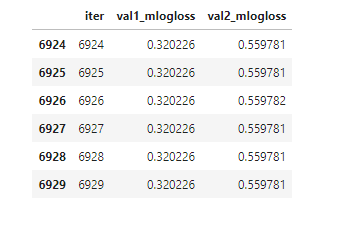 iter val1_mlogloss val2_mlogloss
6924 6924 0.320226 0.559781
6925 6925 0.320226 0.559781
6926 6926 0.320226 0.559782
6927 6927 0.320226 0.559781
6928 6928 0.320226 0.559781
6929 6929 0.320226 0.559781